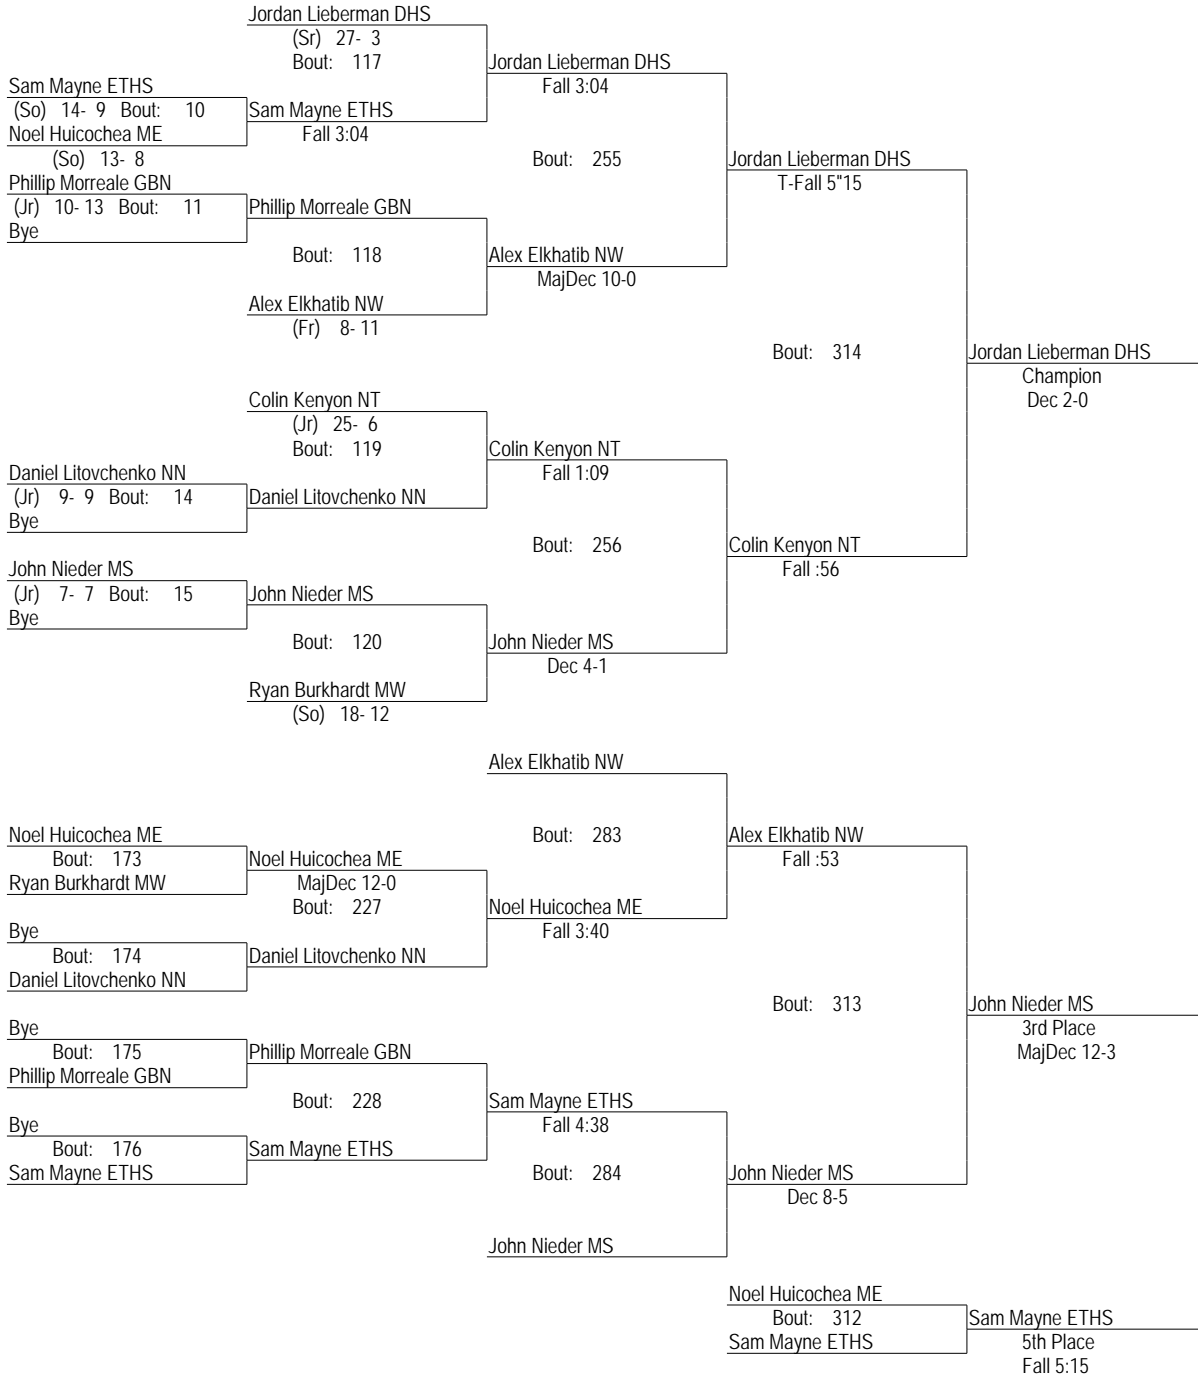 Jordan Lieberman DHS
(Sr) 27- 3
Bout: 117
Jordan Lieberman DHS
Fall 3:04
Sam Mayne ETHS
(So) 14- 9 Bout: 10
Sam Mayne ETHS
Fall 3:04
Noel Huicochea ME
(So) 13- 8
Bout: 255
Jordan Lieberman DHS
T-Fall 5"15
Phillip Morreale GBN
(Jr) 10- 13 Bout: 11
Phillip Morreale GBN
Bye
Bout: 118
Alex Elkhatib NW
MajDec 10-0
Alex Elkhatib NW
(Fr) 8- 11
Bout: 314
Jordan Lieberman DHS
Champion
Dec 2-0
Colin Kenyon NT
(Jr) 25- 6
Bout: 119
Colin Kenyon NT
Fall 1:09
Daniel Litovchenko NN
(Jr) 9- 9 Bout: 14
Daniel Litovchenko NN
Bye
Bout: 256
Colin Kenyon NT
Fall :56
John Nieder MS
(Jr) 7- 7 Bout: 15
John Nieder MS
Bye
Bout: 120
John Nieder MS
Dec 4-1
Ryan Burkhardt MW
(So) 18- 12
Alex Elkhatib NW
Noel Huicochea ME
Bout: 283
Alex Elkhatib NW
Fall :53
Bout: 173
Noel Huicochea ME
MajDec 12-0
Ryan Burkhardt MW
Bout: 227
Noel Huicochea ME
Fall 3:40
Bye
Bout: 174
Daniel Litovchenko NN
Daniel Litovchenko NN
Bout: 313
John Nieder MS
3rd Place
MajDec 12-3
Bye
Bout: 175
Phillip Morreale GBN
Phillip Morreale GBN
Bout: 228
Sam Mayne ETHS
Fall 4:38
Bye
Bout: 176
Sam Mayne ETHS
Sam Mayne ETHS
Bout: 284
John Nieder MS
Dec 8-5
John Nieder MS
Noel Huicochea ME
Bout: 312
Sam Mayne ETHS
Sam Mayne ETHS
5th Place
Fall 5:15